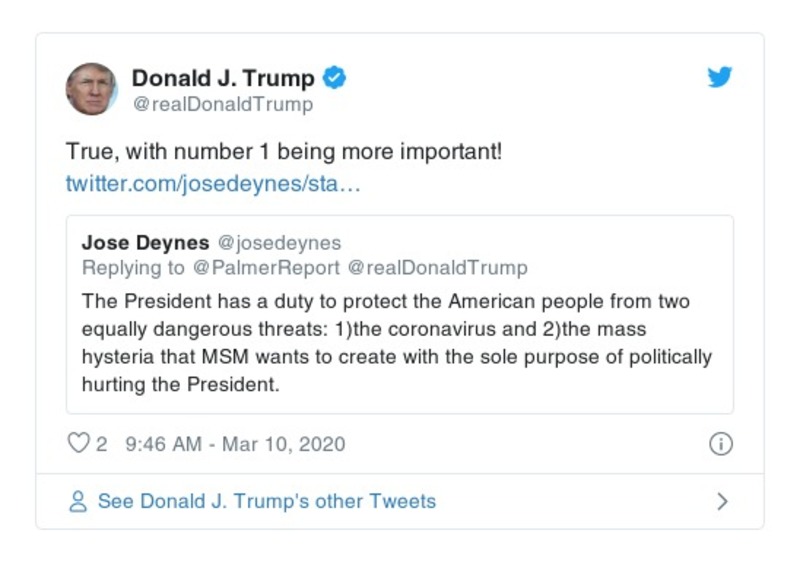 Donald J. Trump
@realDonaldTrump
True, with number 1 being more important!
twitter.com/josedeynes/sta…
Jose Deynes @josedeynes
Replying to @PalmerReport @realDonaldTrump
The President has a duty to protect the American people from two
equally dangerous threats: 1)the coronavirus and 2)the mass
hysteria that MSM wants to create with the sole purpose of politically
hurting the President.
2 9:46 AM - Mar 10, 2020
See Donald J. Trump's other Tweets